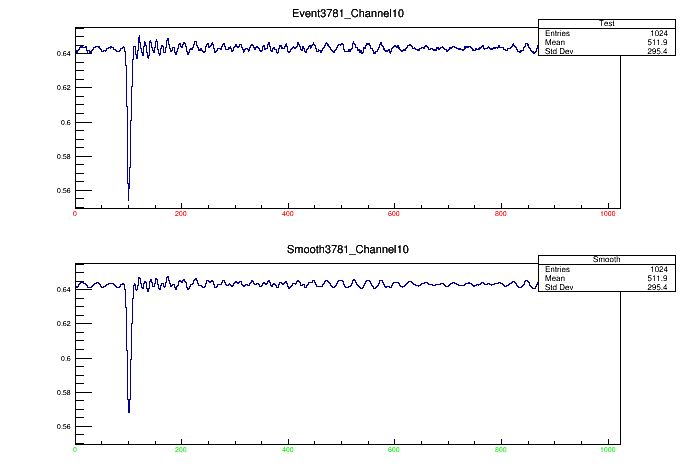 Event3781_Channel10
Test
Entries 1024
Mean 511.9
Std Dev 295.4
0.64
0.62
0.6
0.58
0.56
0 200 400 600 800 1000
Smooth3781_Channel10
Smooth
Entries 1024
Mean 511.9
Std Dev 295.4
0.64
0.62
0.6
0.58
0.56
0 200 400 600 800 1000